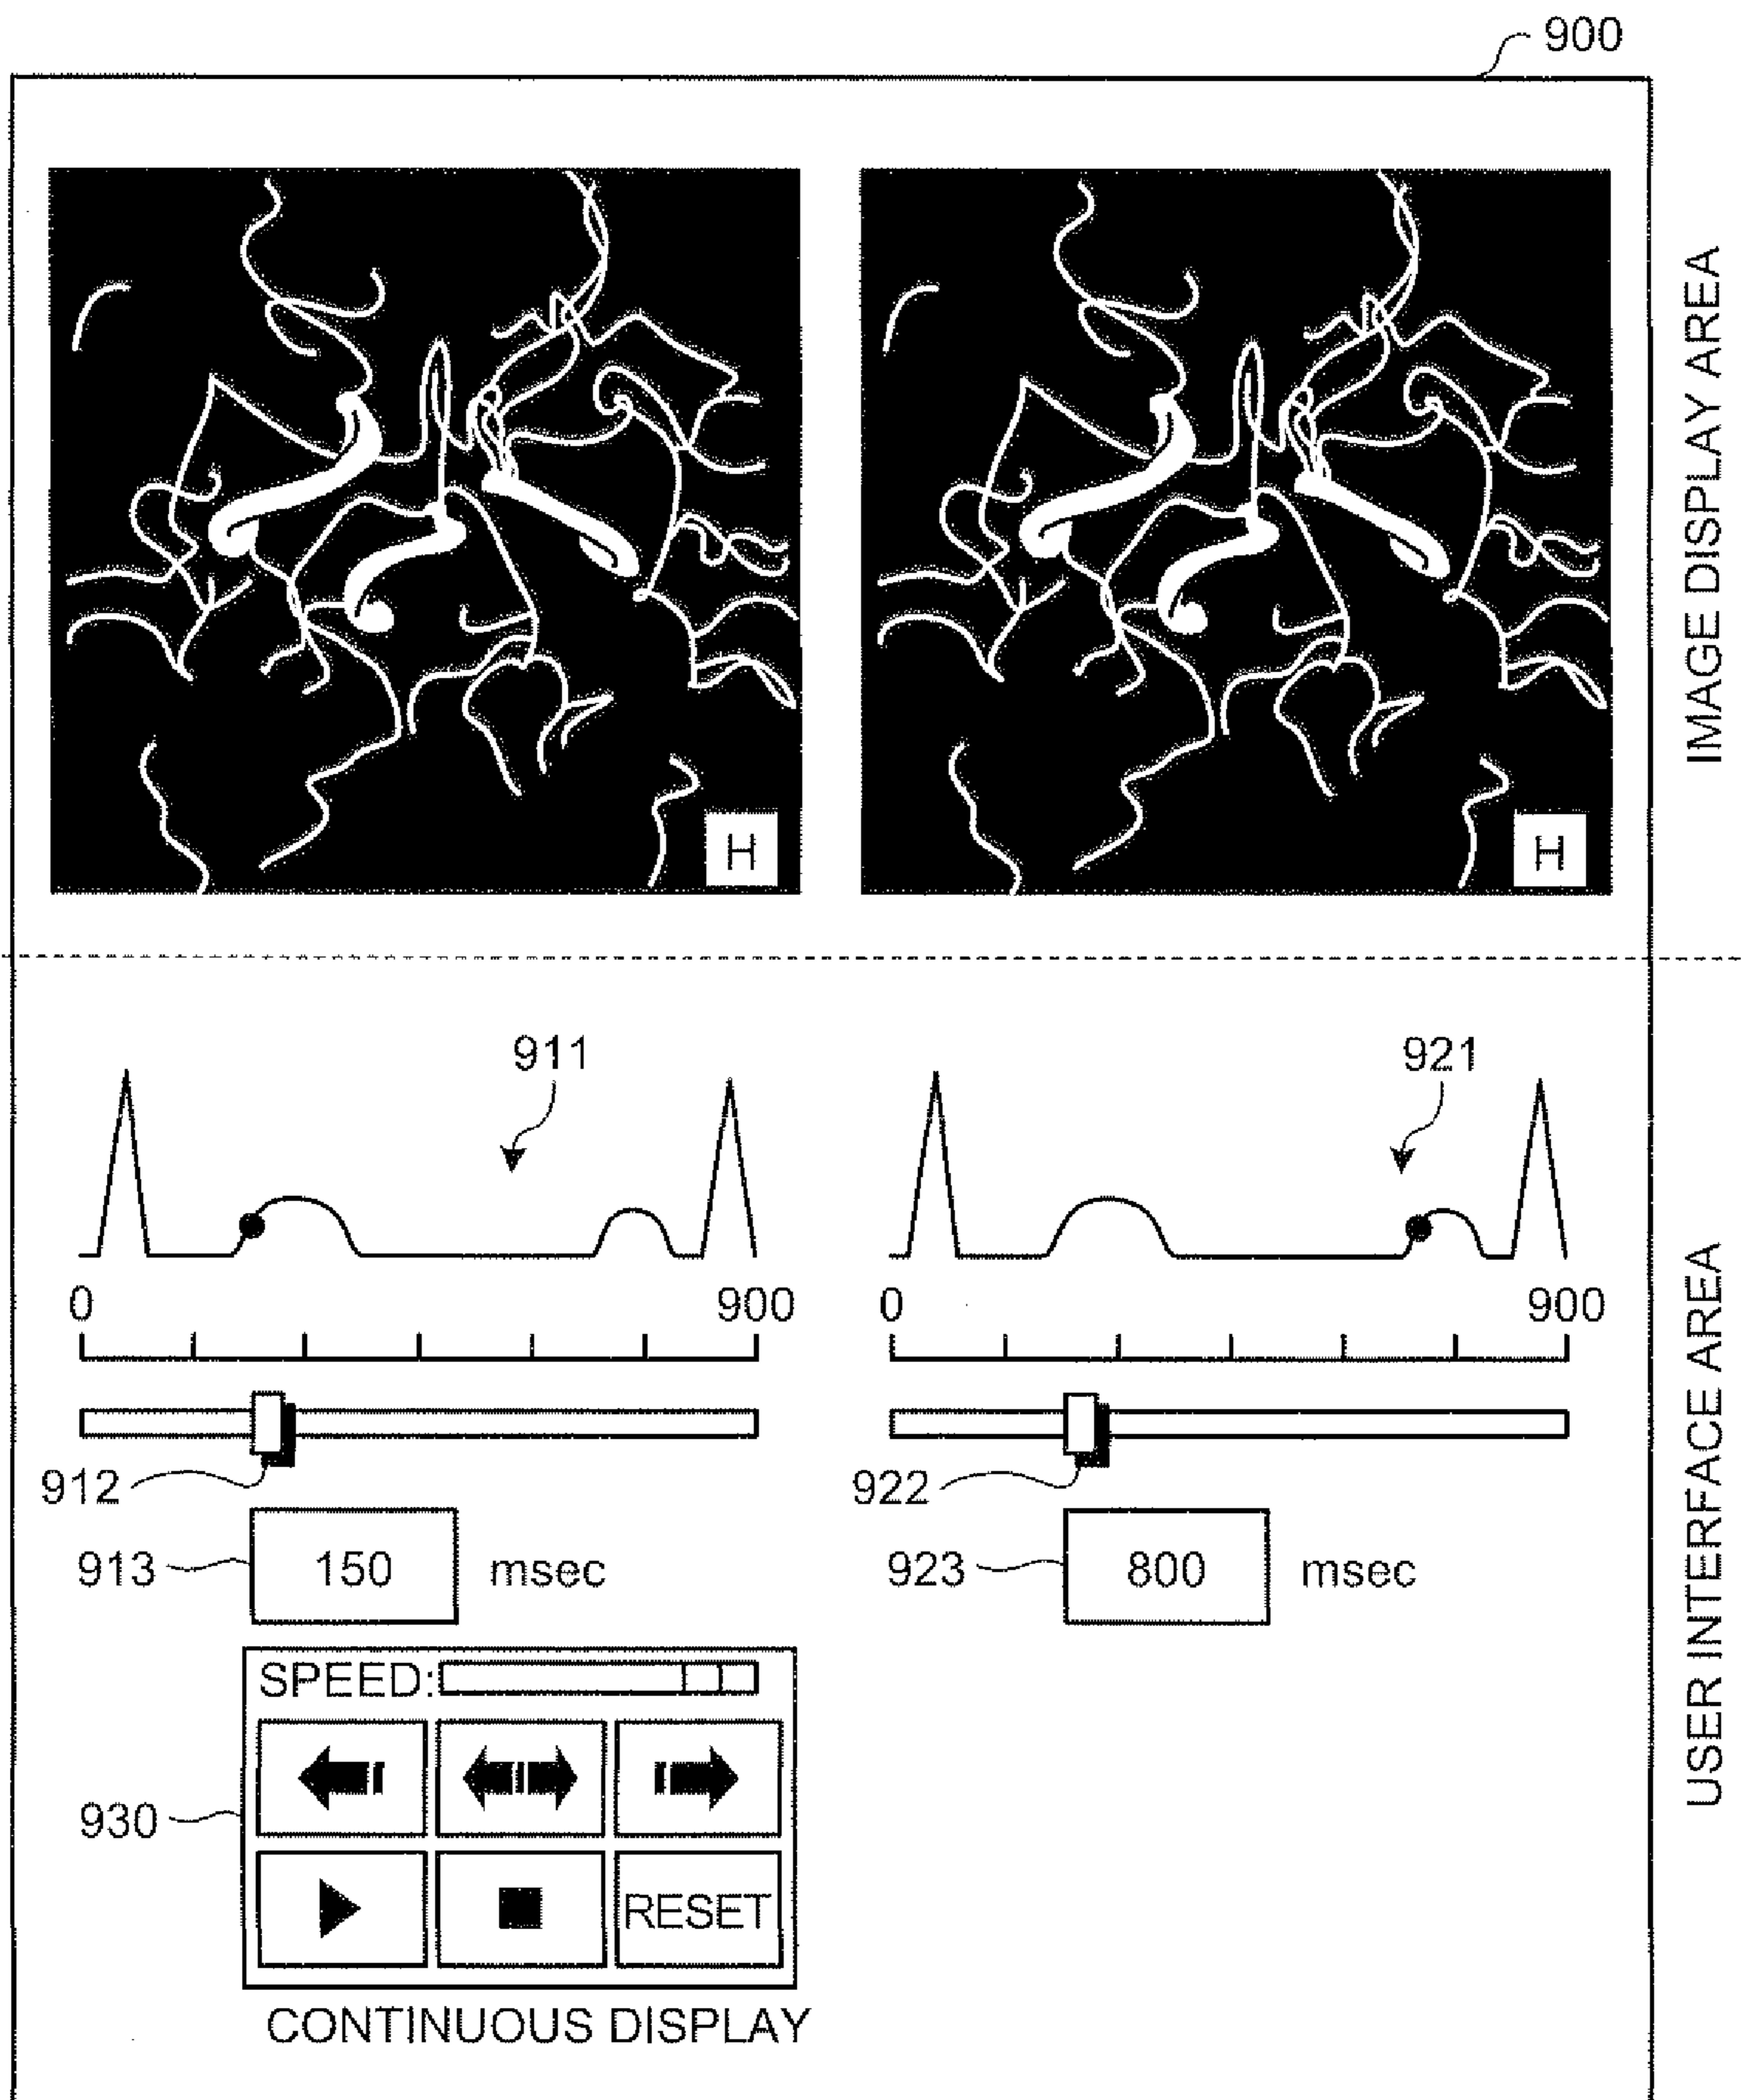 900
H H
IMAGE DISPLAY AREA
911 921
0 900 0 900
912 922
913 150 msec 923 800 msec
SPEED:
930
RESET
CONTINUOUS DISPLAY
USER INTERFACE AREA